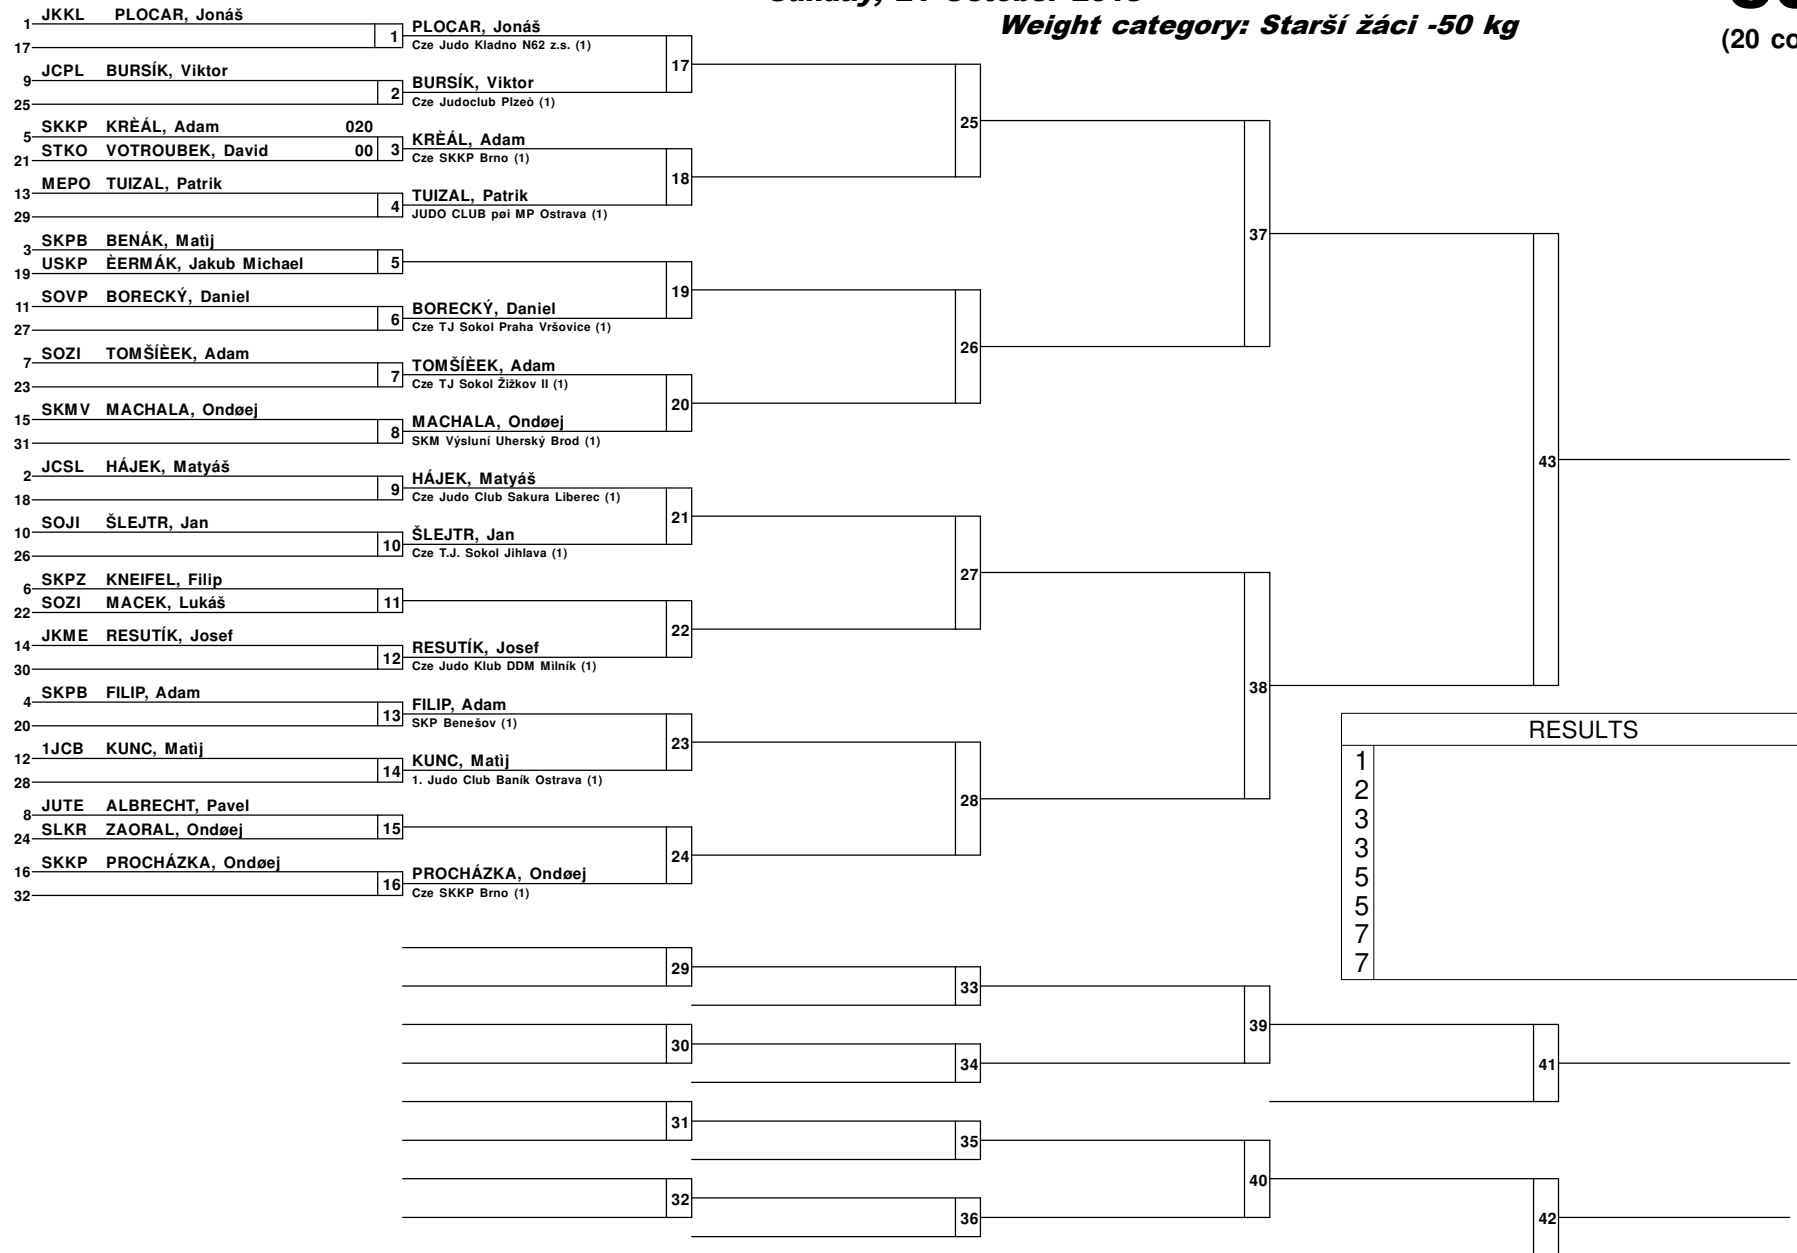 Weight category: Starší žáci -50 kg
1 JKKL PLOCAR, Jonáš
17
1 PLOCAR, Jonáš
Cze Judo Kladno N62 z.s. (1)
9 JCPL BURSÍK, Viktor
25
2 BURSÍK, Viktor
Cze Judoclub Plzeò (1)
17
5 SKKP KRÈÁL, Adam 020
21 STKO VOTROUBEK, David 00
3 KRÈÁL, Adam
Cze SKKP Brno (1)
13 MEPO TUIZAL, Patrik
29
4 TUIZAL, Patrik
JUDO CLUB pøi MP Ostrava (1)
18
25
3 SKPB BENÁK, Matìj
19 USKP ÈERMÁK, Jakub Michael
5
11 SOVP BORECKÝ, Daniel
27
6 BORECKÝ, Daniel
Cze TJ Sokol Praha Vršovice (1)
19
7 SOZI TOMŠÍÈEK, Adam
23
7 TOMŠÍÈEK, Adam
Cze TJ Sokol Žižkov II (1)
15 SKMV MACHALA, Ondøej
31
8 MACHALA, Ondøej
SKM Výsluní Uherský Brod (1)
20
26
37
2 JCSL HÁJEK, Matyáš
18
9 HÁJEK, Matyáš
Cze Judo Club Sakura Liberec (1)
10 SOJI ŠLEJTR, Jan
26
10 ŠLEJTR, Jan
Cze T.J. Sokol Jihlava (1)
21
6 SKPZ KNEIFEL, Filip
22 SOZI MACEK, Lukáš
11
14 JKME RESUTÍK, Josef
30
12 RESUTÍK, Josef
Cze Judo Klub DDM Mìlník (1)
22
27
4 SKPB FILIP, Adam
20
13 FILIP, Adam
SKP Benešov (1)
12 1JCB KUNC, Matìj
28
14 KUNC, Matìj
1. Judo Club Baník Ostrava (1)
23
8 JUTE ALBRECHT, Pavel
24 SLKR ZAORAL, Ondøej
15
16 SKKP PROCHÁZKA, Ondøej
32
16 PROCHÁZKA, Ondøej
Cze SKKP Brno (1)
24
28
38
43
RESULTS
1
2
3
3
5
5
7
7
29
33
30
34
39
41
31
35
32
36
40
42